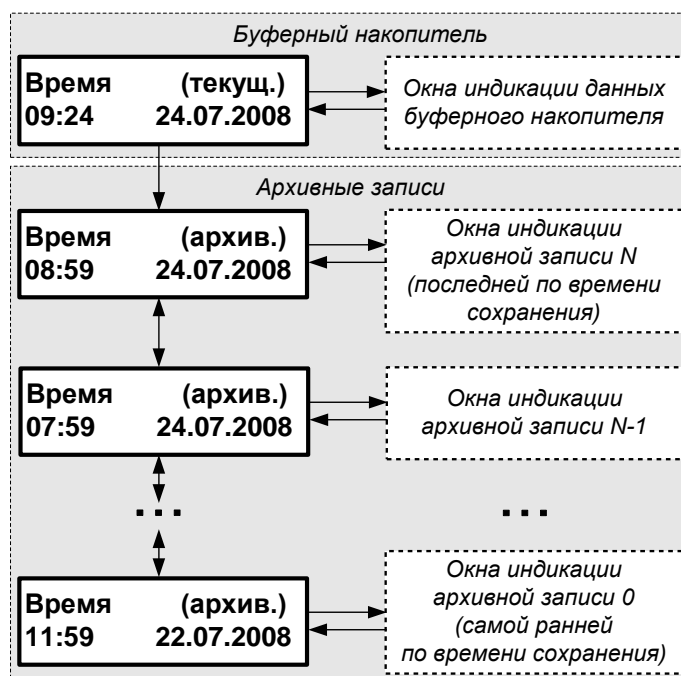 Буферный накопитель
Время (текущ.)
09:24 24.07.2008
Окна индикации данных
буферного накопителя
Архивные записи
Время (архив.)
08:59 24.07.2008
Окна индикации
архивной записи N
(последней по времени
сохранения)
Время (архив.)
07:59 24.07.2008
Окна индикации
архивной записи N-1
...
...
Время (архив.)
11:59 22.07.2008
Окна индикации
архивной записи 0
(самой ранней
по времени сохранения)